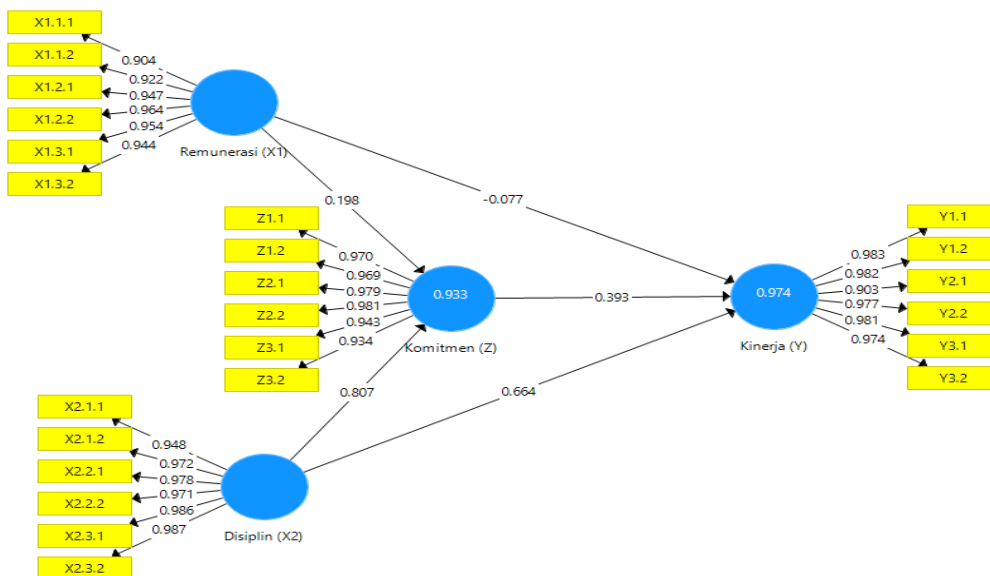 X1.1.1
X1.1.2
X1.2.1
X1.2.2
X1.3.1
X1.3.2
0.904
0.922
0.947
0.964
0.954
0.944
Remunerasi (X1)
0.198
-0.077
Z1.1
Z1.2
Z2.1
Z2.2
Z3.1
Z3.2
0.970
0.969
0.979
0.981
0.943
0.934
0.933
Komitmen (Z)
0.393
0.974
Kinerja (Y)
0.983
0.982
0.903
0.977
0.981
0.974
Y1.1
Y1.2
Y2.1
Y2.2
Y3.1
Y3.2
0.807
0.664
X2.1.1
X2.1.2
X2.2.1
X2.2.2
X2.3.1
X2.3.2
0.948
0.972
0.978
0.971
0.986
0.987
Disiplin (X2)